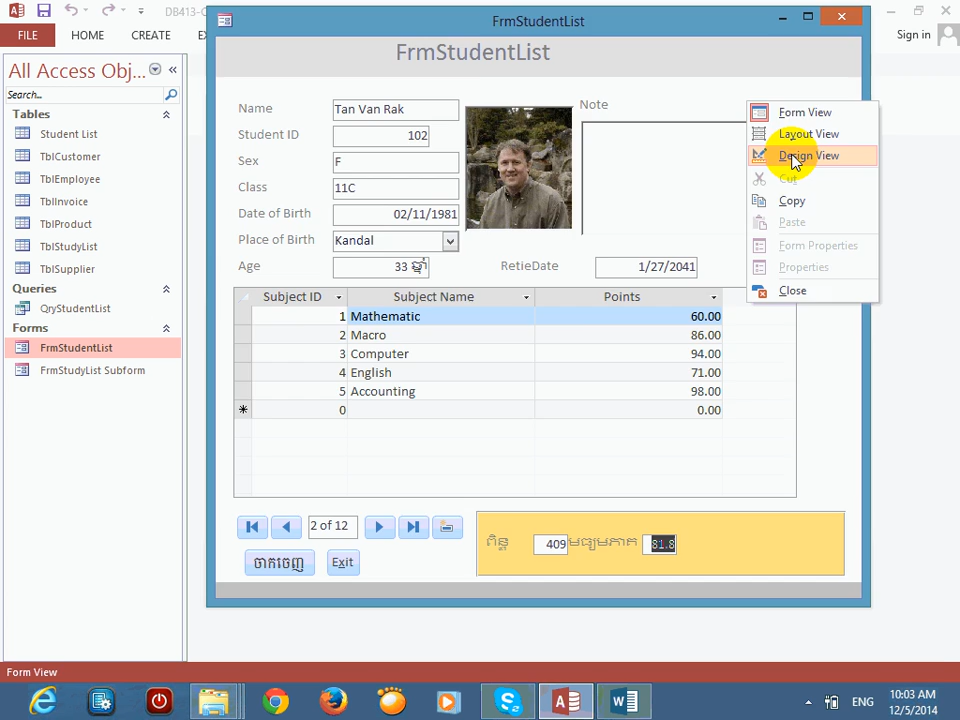 DB413-C
FrmStudentList
FILE
HOME
CREATE
Sign in
All Access Obj...
Search...
Tables
Student List
TblCustomer
TblEmployee
TblInvoice
TblProduct
TblStudyList
TblSupplier
Queries
QryStudentList
Forms
FrmStudentList
FrmStudyList Subform
FrmStudentList
Name
Tan Van Rak
Note
Student ID
102
Sex
F
Class
11C
Date of Birth
02/11/1981
Place of Birth
Kandal
Age
33 ឆ្នាំ
RetieDate
1/27/2041
Form View
Layout View
Design View
Cut
Copy
Paste
Form Properties
Properties
Close
Subject ID Subject Name Points
1 Mathematic 60.00
2 Macro 86.00
3 Computer 94.00
4 English 71.00
5 Accounting 98.00
0 0.00
2 of 12
ចាកចេញ
Exit
ពិន្ទុ 409 មធ្យមភាគ 81.8
Form View
ENG
10:03 AM
12/5/2014